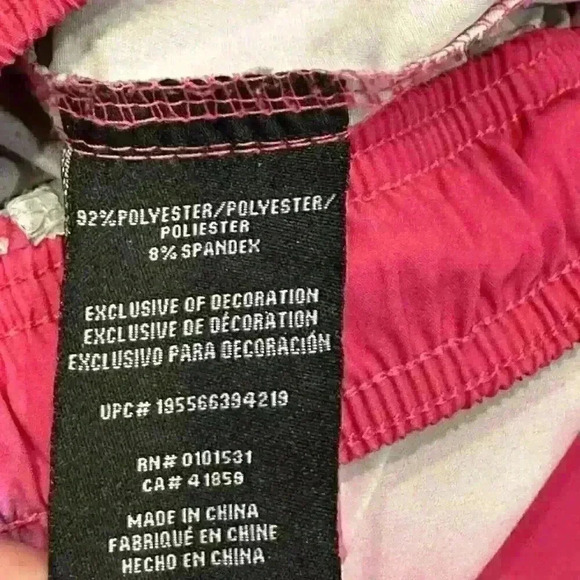 92%POLYESTER/POLYESTER/
POLIESTER
8% SPANDEX
EXCLUSIVE OF DECORATION
EXCLUSIVE DE DÉCORATION
EXCLUSIVO PARA DECORACIÓN
UPC# 195566394219
RN# 0101531
CA# 41859
MADE IN CHINA
FABRIQUÉ EN CHINE
HECHO EN CHINA